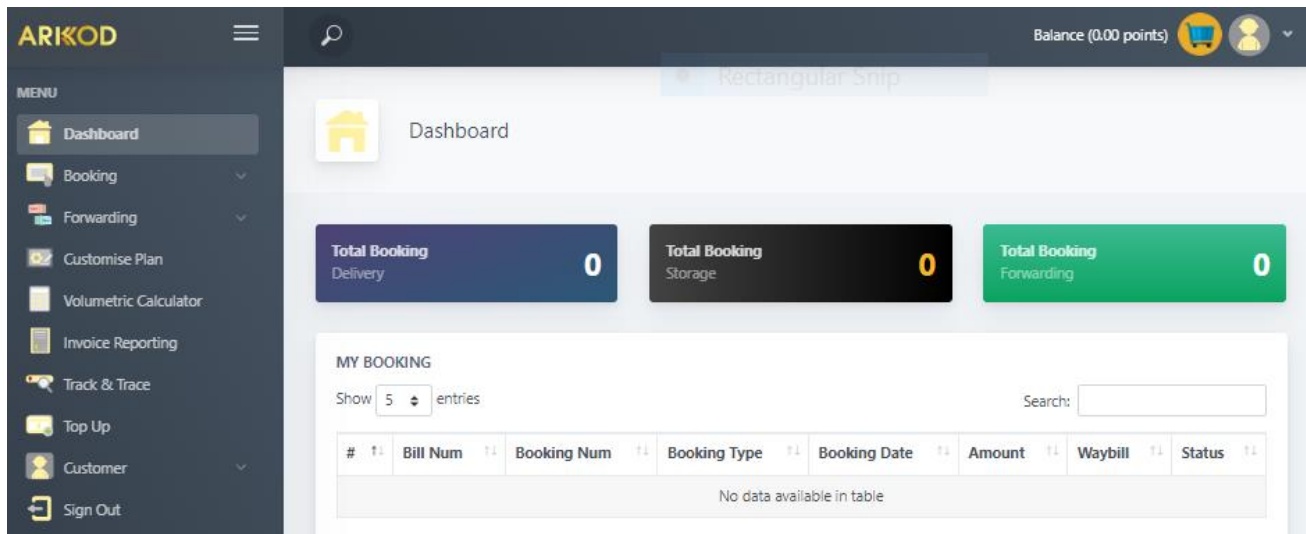 ARKKOD
Balance (0.00 points)
Rectangular Snip
MENU
Dashboard
Booking
Forwarding
Customise Plan
Volumetric Calculator
Invoice Reporting
Track & Trace
Top Up
Customer
Sign Out
Dashboard
Total Booking
Delivery
0
Total Booking
Storage
0
Total Booking
Forwarding
0
MY BOOKING
Show 5 entries
Search:
# Bill Num Booking Num Booking Type Booking Date Amount Waybill Status
No data available in table